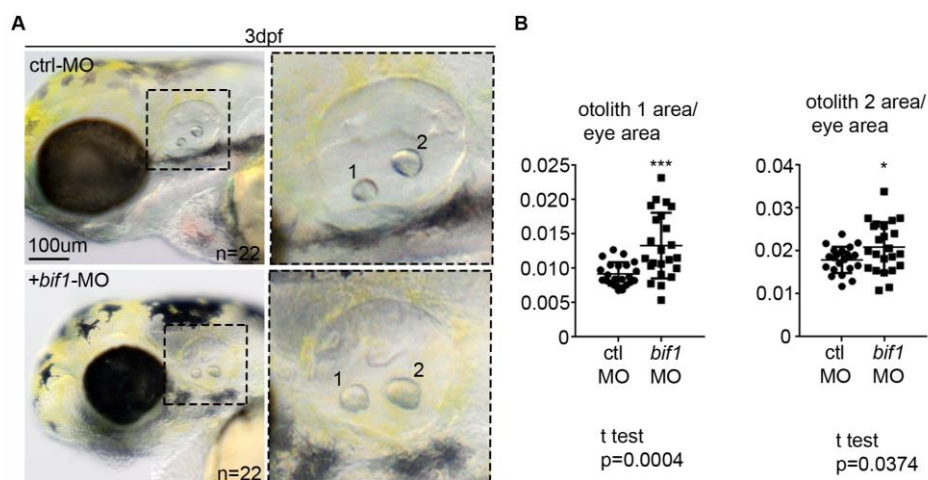 A
3dpf
ctrl-MO
100um
n=22
1
2
+bif1-MO
n=22
1
2
B
otolith 1 area/
eye area
0.025
0.020
0.015
0.010
0.005
0
***
ctl
MO
bif1
MO
t test
p=0.0004
otolith 2 area/
eye area
0.04
0.03
0.02
0.01
0
*
ctl
MO
bif1
MO
t test
p=0.0374